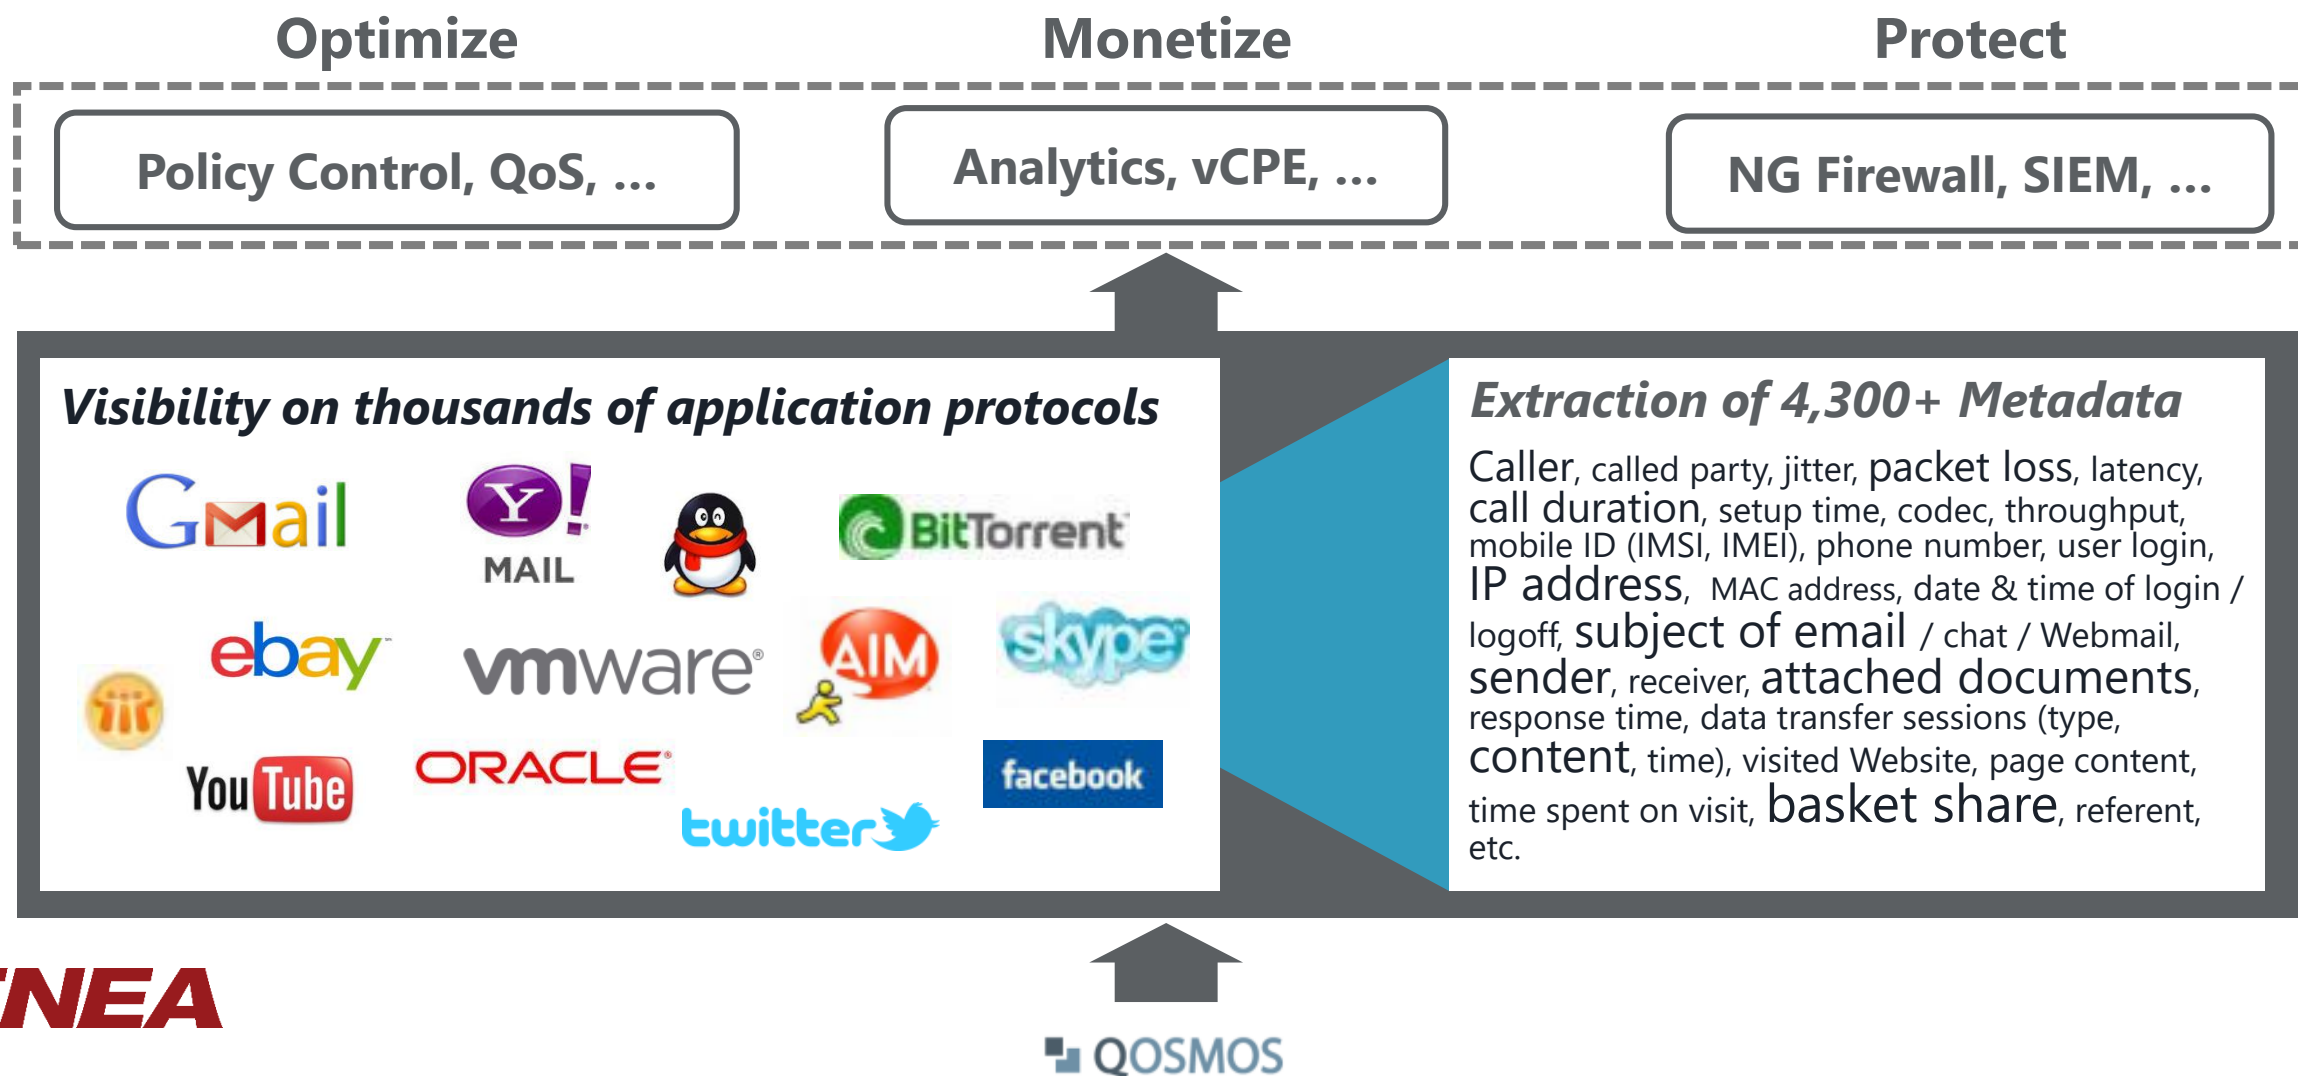 Optimize
Monetize
Protect
Policy Control, QoS, ...
Analytics, vCPE, ...
NG Firewall, SIEM, ...
Visibility on thousands of application protocols
GMail
Y!
MAIL
BitTorrent
ebay
vmware®
AIM
skype
YouTube
ORACLE®
twitter
facebook
Extraction of 4,300+ Metadata
Caller, called party, jitter, packet loss, latency,
call duration, setup time, codec, throughput,
mobile ID (IMSI, IMEI), phone number, user login,
IP address, MAC address, date & time of login /
logoff, subject of email / chat / Webmail,
sender, receiver, attached documents,
response time, data transfer sessions (type,
content, time), visited Website, page content,
time spent on visit, basket share, referent,
etc.
ENEA
QOSMOS